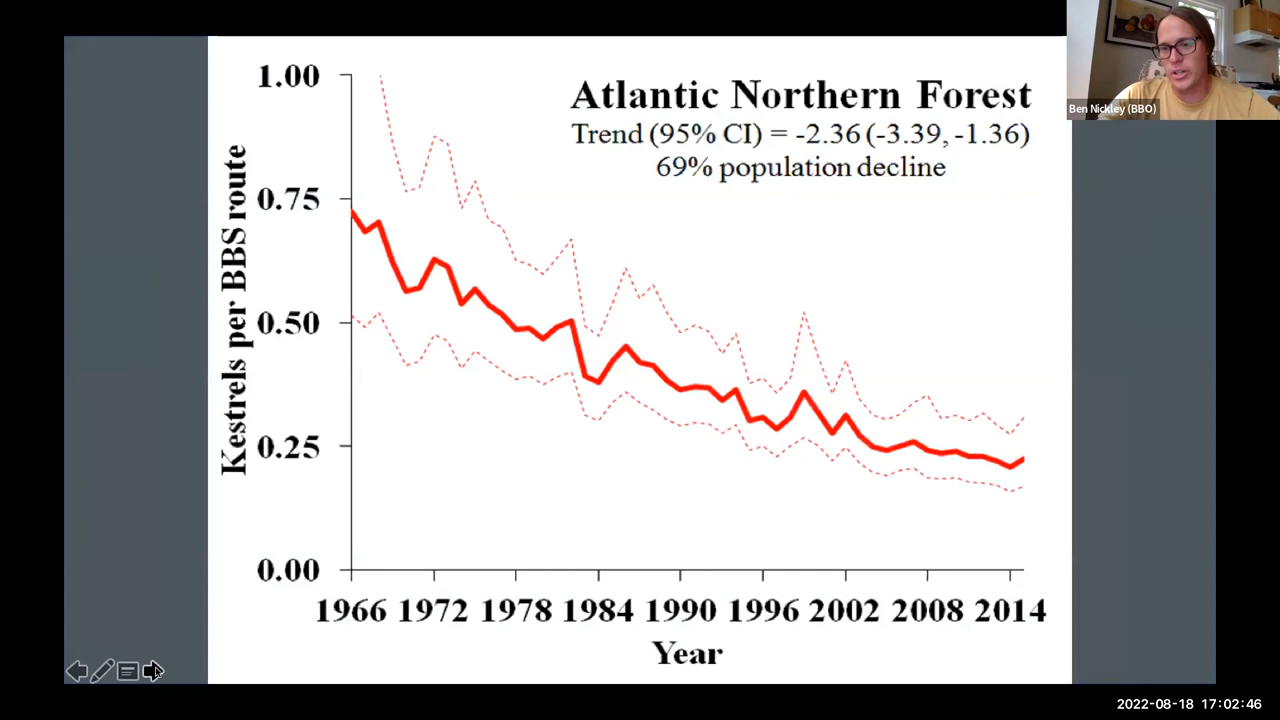 Atlantic Northern Forest
Trend (95% CI) = -2.36 (-3.39, -1.36)
69% population decline
Kestrels per BBS route
1.00
0.75
0.50
0.25
0.00
1966 1972 1978 1984 1990 1996 2002 2008 2014
Year
Ben Nickley (BBO)
2022-08-18 17:02:46